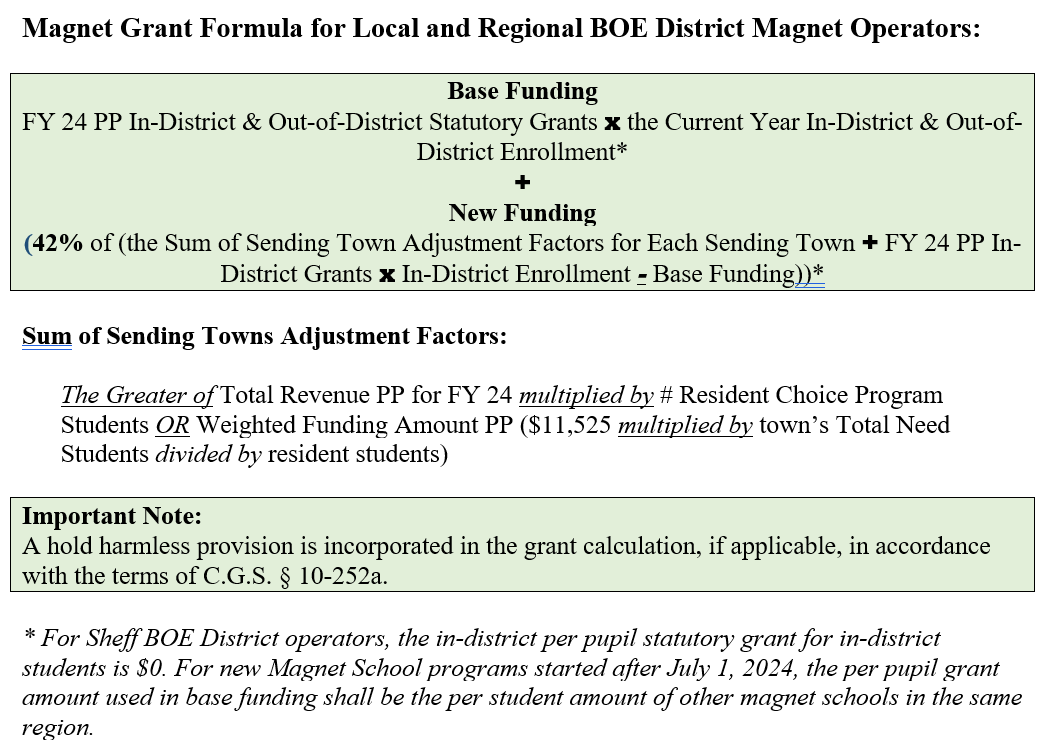 Magnet Grant Formula for Local and Regional BOE District Magnet Operators:
Base Funding
FY 24 PP In-District & Out-of-District Statutory Grants x the Current Year In-District & Out-of-
District Enrollment*
+
New Funding
(42% of (the Sum of Sending Town Adjustment Factors for Each Sending Town + FY 24 PP In-
District Grants x In-District Enrollment - Base Funding))*
Sum of Sending Towns Adjustment Factors:
The Greater of Total Revenue PP for FY 24 multiplied by # Resident Choice Program
Students OR Weighted Funding Amount PP ($11,525 multiplied by town’s Total Need
Students divided by resident students)
Important Note:
A hold harmless provision is incorporated in the grant calculation, if applicable, in accordance
with the terms of C.G.S. § 10-252a.
* For Sheff BOE District operators, the in-district per pupil statutory grant for in-district
students is $0. For new Magnet School programs started after July 1, 2024, the per pupil grant
amount used in base funding shall be the per student amount of other magnet schools in the same
region.